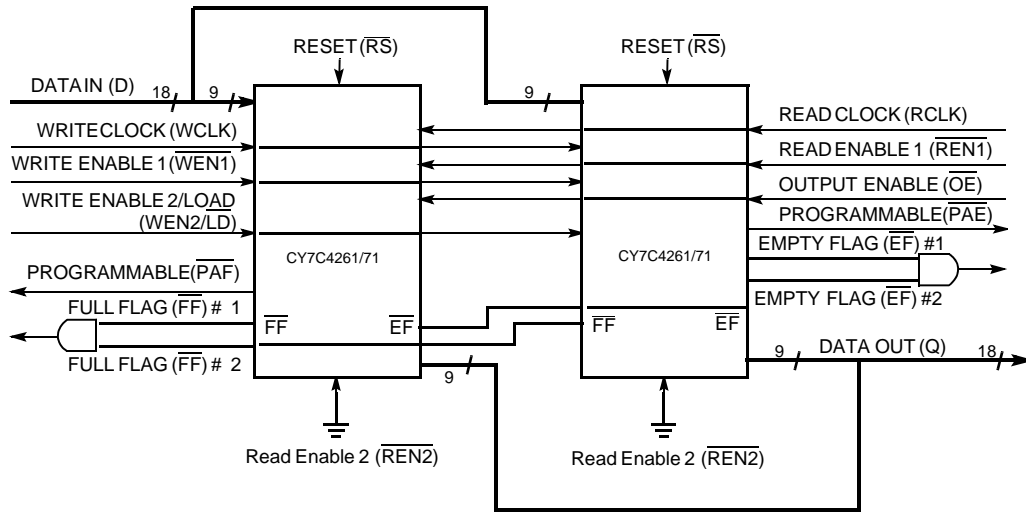 RESET (RS) RESET (RS)
DATA IN (D) 18 9 9
WRITE CLOCK (WCLK) READ CLOCK (RCLK)
WRITE ENABLE 1 (WEN1) READ ENABLE 1 (REN1)
WRITE ENABLE 2/LOAD OUTPUT ENABLE (OE)
(WEN2/LD) PROGRAMMABLE(PAE)
CY7C4261/71 CY7C4261/71 EMPTY FLAG (EF) #1
PROGRAMMABLE(PAF)
FULL FLAG (FF) # 1 EMPTY FLAG (EF) #2
FF EF FF EF
FULL FLAG (FF) # 2 9 9 DATA OUT (Q) 18
Read Enable 2 (REN2) Read Enable 2 (REN2)